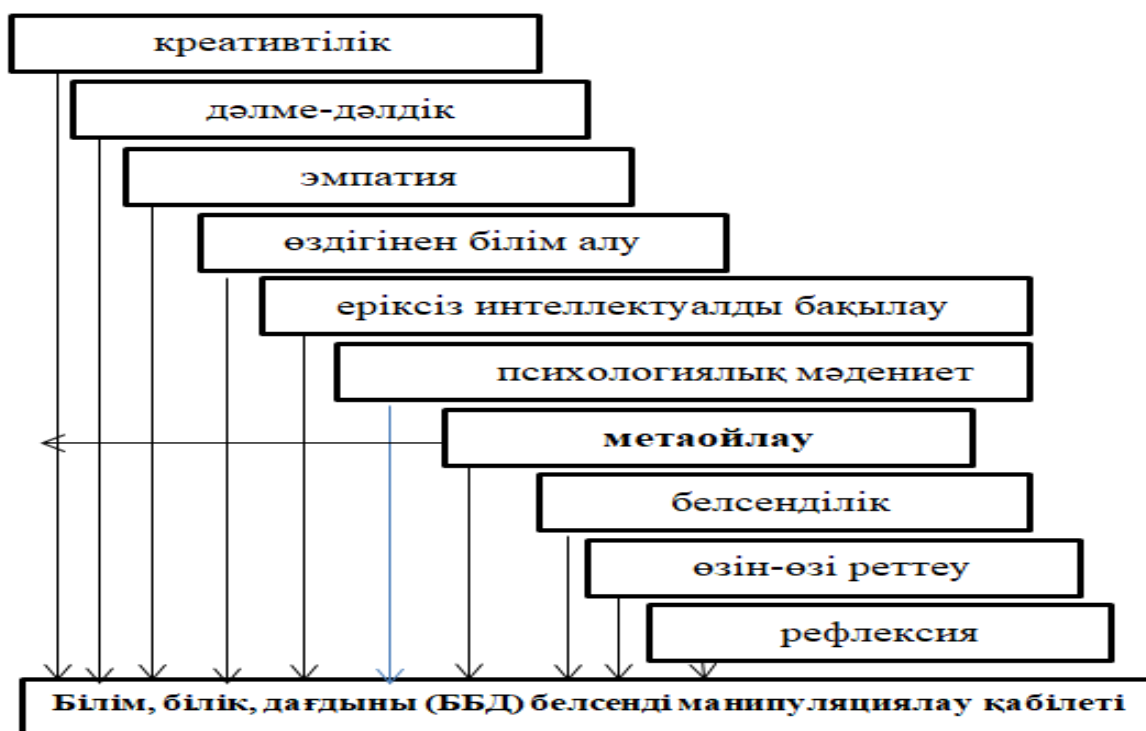 креативтілік
дәлме-дәлдік
эмпатия
өздігінен білім алу
еріксіз интеллектуалды бақылау
психологиялық мәдениет
метаойлау
белсенділік
өзін-өзі реттеу
рефлексия
Білім, білік, дағдыны (ББД) белсенді манипуляциялау қабілеті